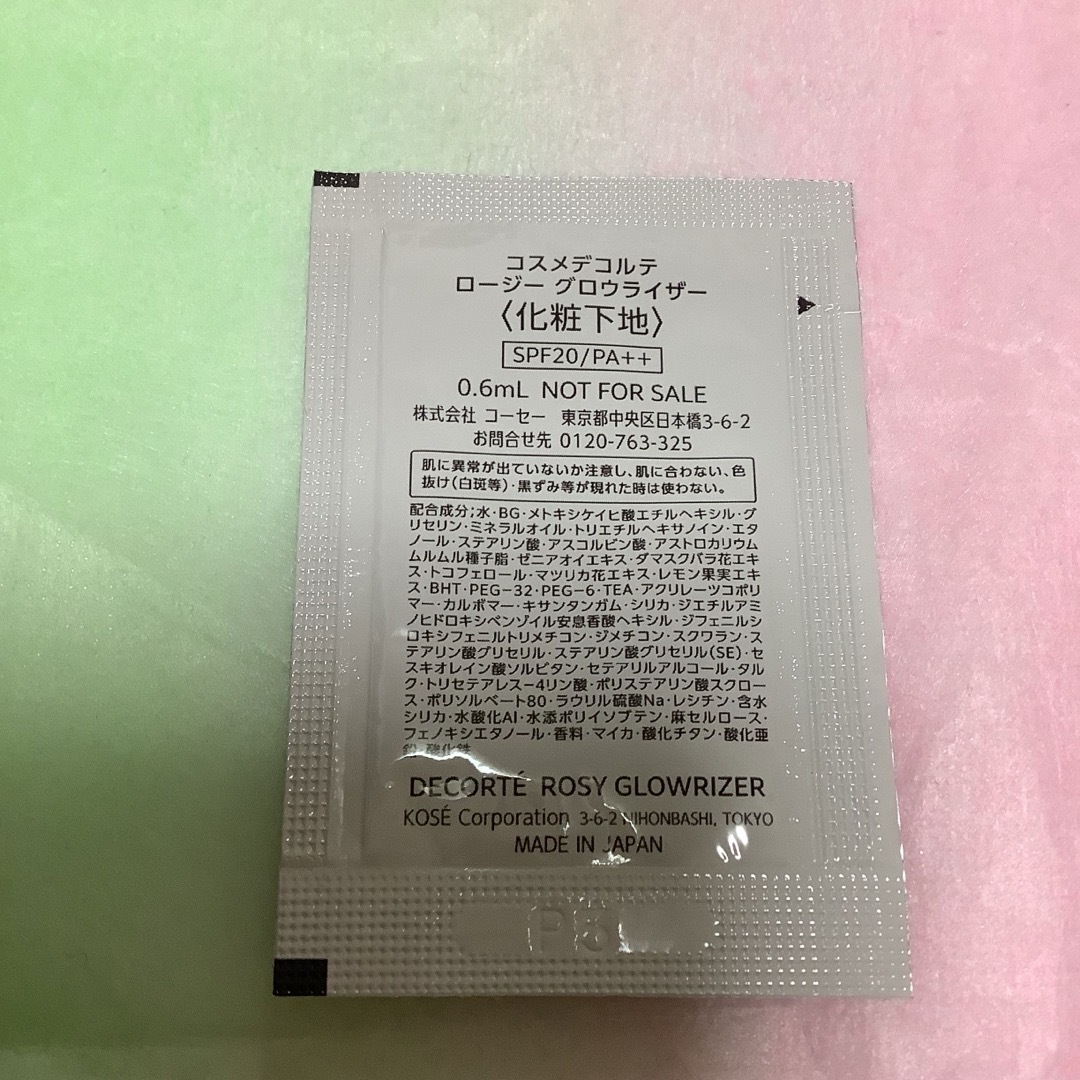 コスメデコルテ
ロージー グロウライザー
〈化粧下地〉
SPF20/PA++
0.6mL NOT FOR SALE
株式会社 コーセー 東京都中央区日本橋3-6-2
お問合せ先 0120-763-325
肌に異常が出ていないか注意し、肌に合わない、色
抜け(白斑等)・黒ずみ等が現れた時は使わない。
配合成分;水・BG・メトキシケイヒ酸エチルヘキシル・グ
リセリン・ミネラルオイル・トリエチルヘキサノイン・エタ
ノール・ステアリン酸・アスコルビン酸・アストロカリウム
ムルムル種子脂・ゼニアオイエキス・ダマスクバラ花エキ
ス・トコフェロール・マツリカ花エキス・レモン果実エキ
ス・BHT・PEG-32・PEG-6・TEA・アクリレーツコポリ
マー・カルボマー・キサンタンガム・シリカ・ジエチルアミ
ノヒドロキシベンゾイル安息香酸ヘキシル・ジフェニルシ
ロキシフェニルトリメチコン・ジメチコン・スクワラン・ス
テアリン酸グリセリル・ステアリン酸グリセリル(SE)・セ
スキオレイン酸ソルビタン・セテアリルアルコール・タル
ク・トリセテアレス-4リン酸・ポリステアリン酸スクロー
ス・ポリソルベート80・ラウリル硫酸Na・レシチン・含水
シリカ・水酸化Al・水添ポリイソブテン・麻セルロース・
フェノキシエタノール・香料・マイカ・酸化チタン・酸化亜
鉛・酸化鉄
DECORTÉ ROSY GLOWRIZER
KOSÉ Corporation 3-6-2 NIHONBASHI, TOKYO
MADE IN JAPAN